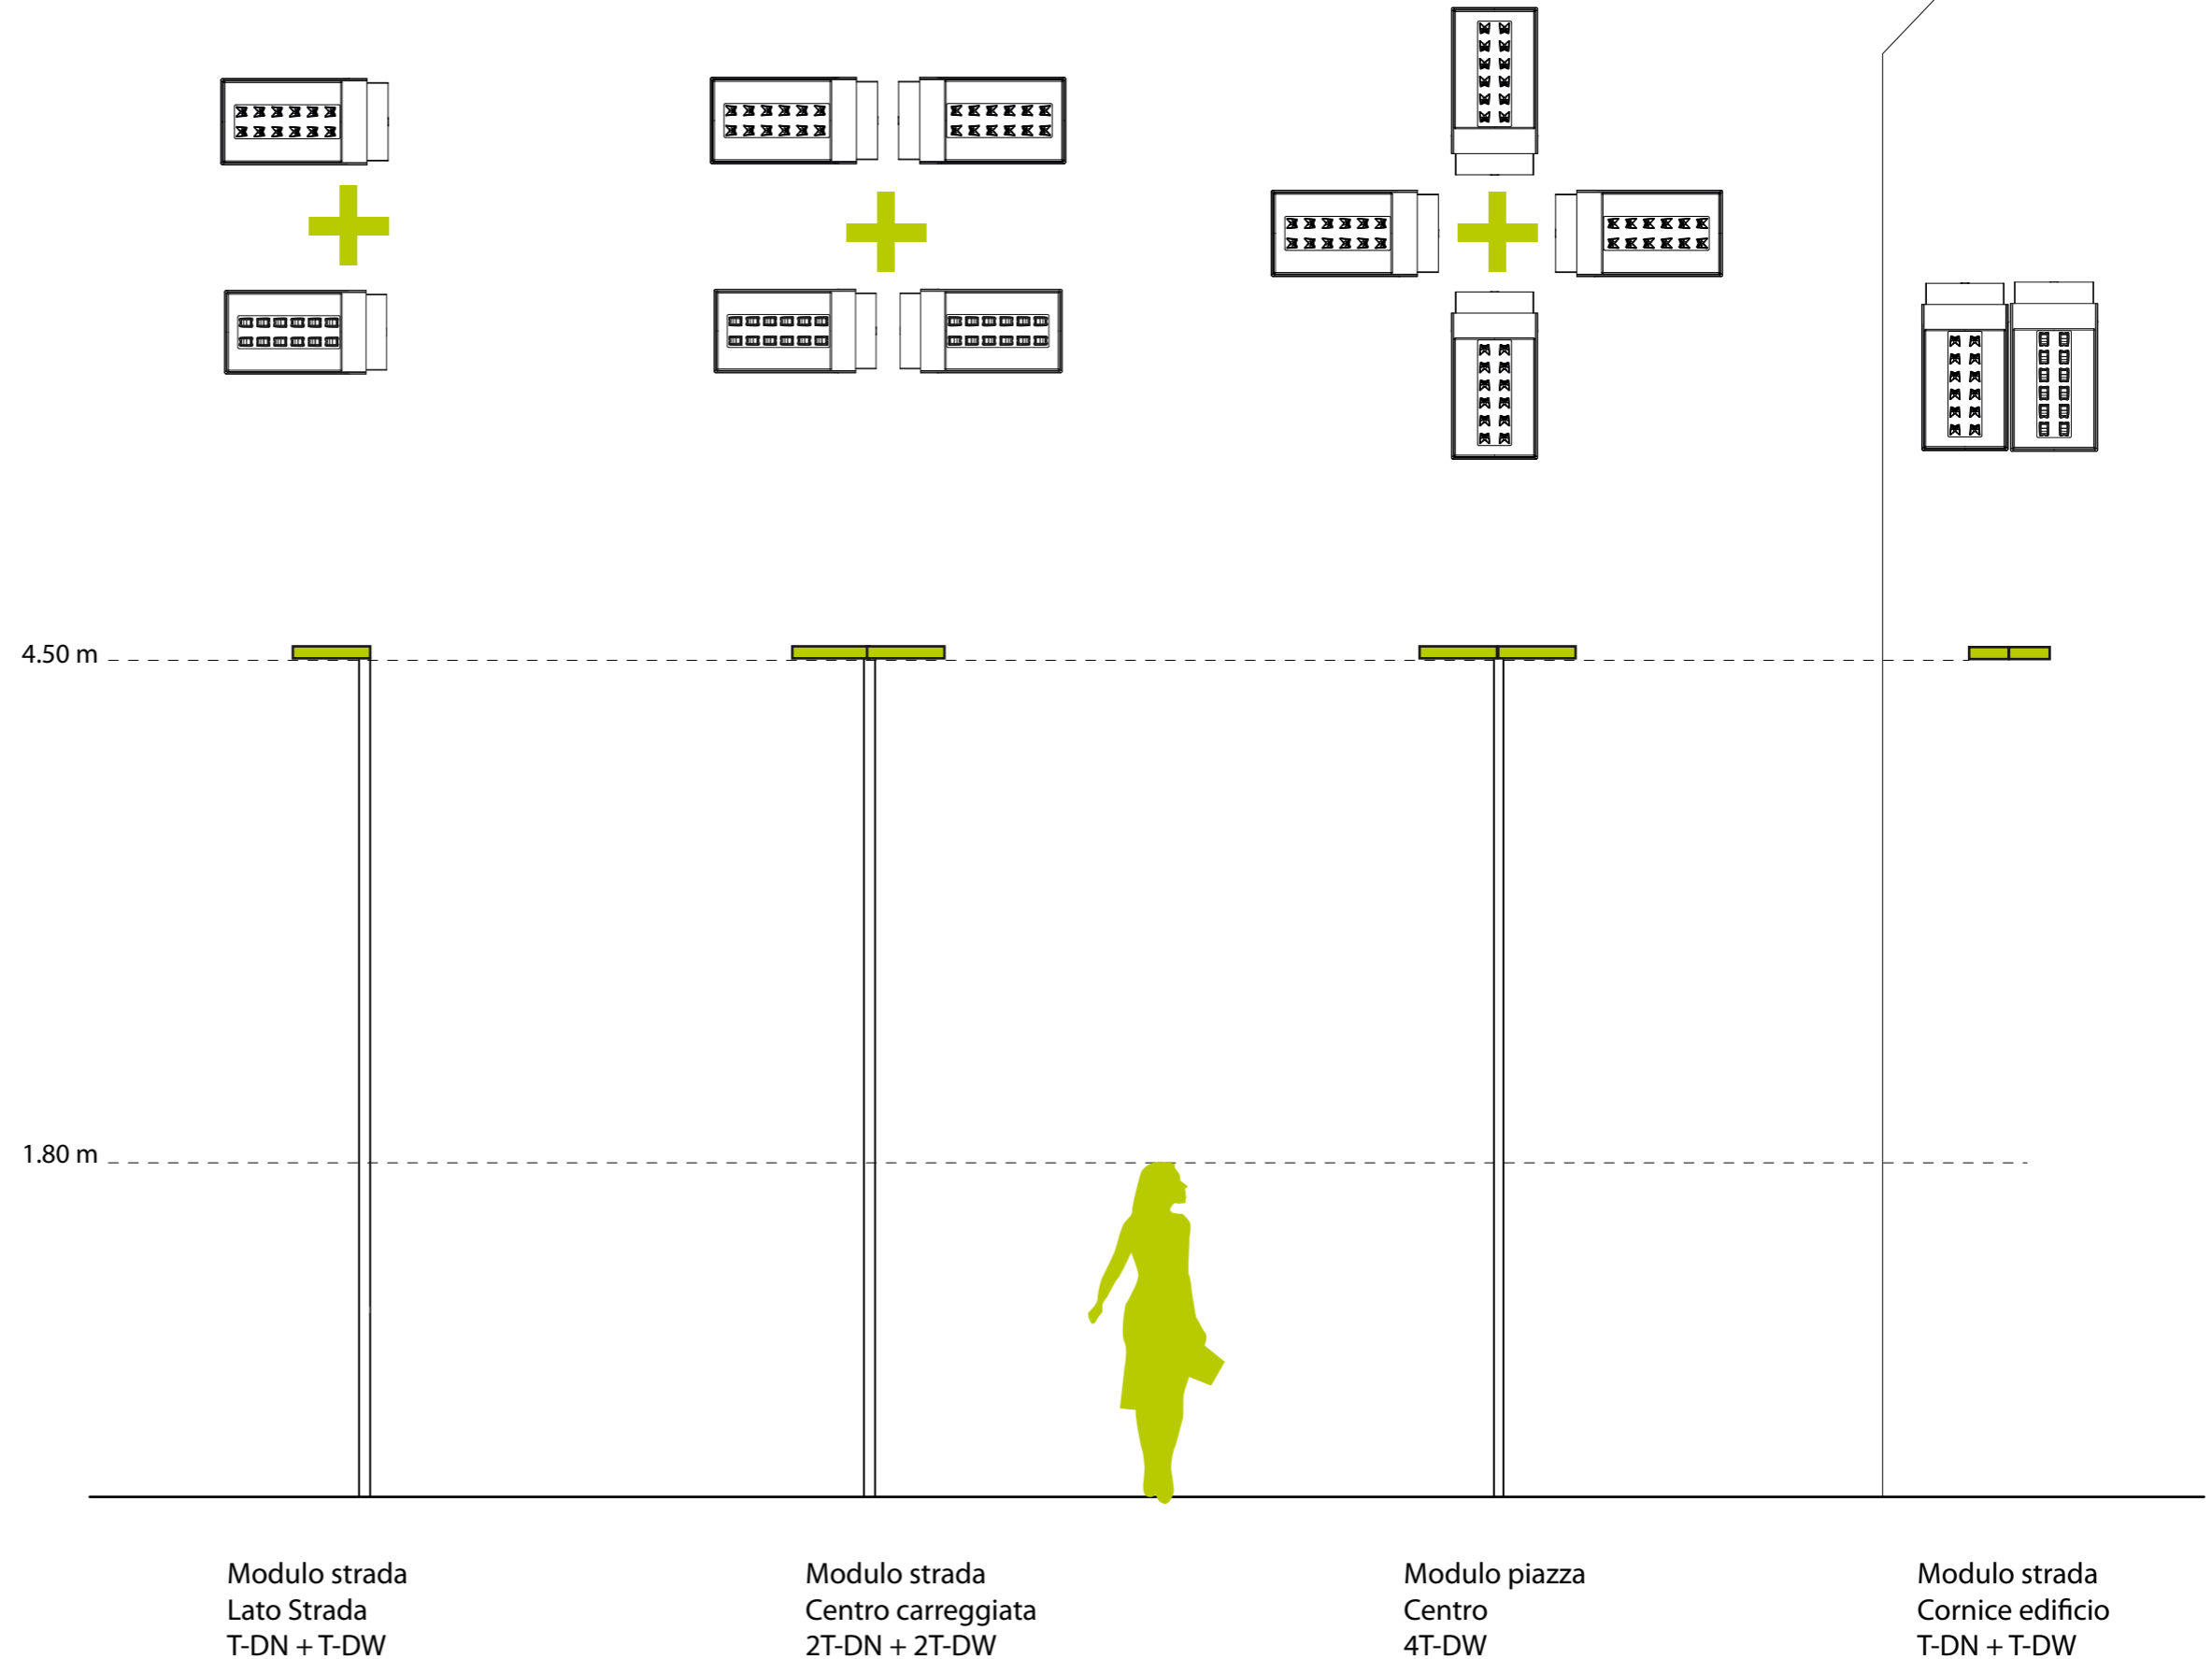 4.50 m
1.80 m
Modulo strada
Lato Strada
T-DN + T-DW
Modulo strada
Centro carreggiata
2T-DN + 2T-DW
Modulo piazza
Centro
4T-DW
Modulo strada
Cornice edificio
T-DN + T-DW